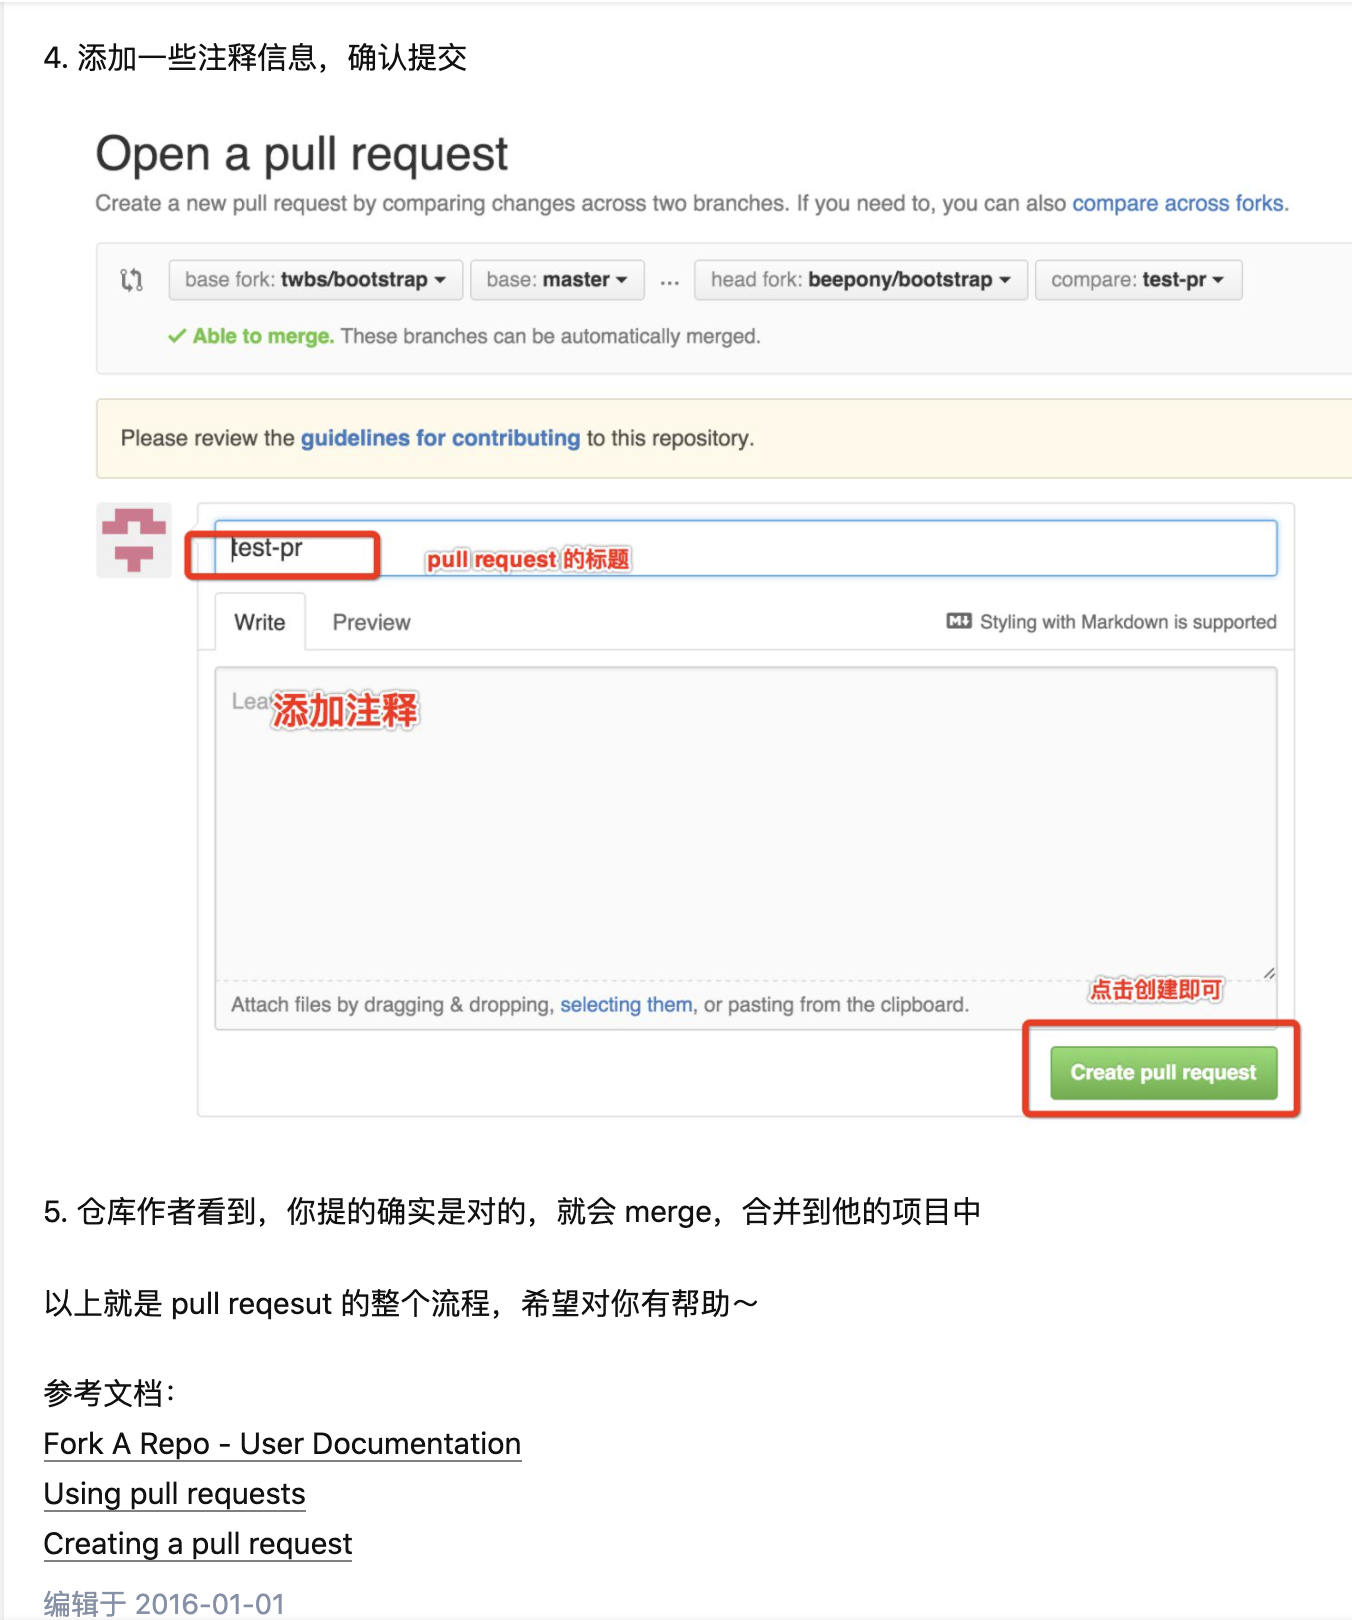 4. 添加一些注释信息，确认提交
Open a pull request
Create a new pull request by comparing changes across two branches. If you need to, you can also compare across forks.
base fork: twbs/bootstrap base: master ... head fork: beepony/bootstrap compare: test-pr
Able to merge. These branches can be automatically merged.
Please review the guidelines for contributing to this repository.
test-pr pull request 的标题
Write Preview Styling with Markdown is supported
Lea 添加注释
点击创建即可
Attach files by dragging & dropping, selecting them, or pasting from the clipboard.
Create pull request
5. 仓库作者看到，你提的确实是对的，就会 merge，合并到他的项目中
以上就是 pull reqesut 的整个流程，希望对你有帮助～
参考文档：
Fork A Repo - User Documentation
Using pull requests
Creating a pull request
编辑于 2016-01-01